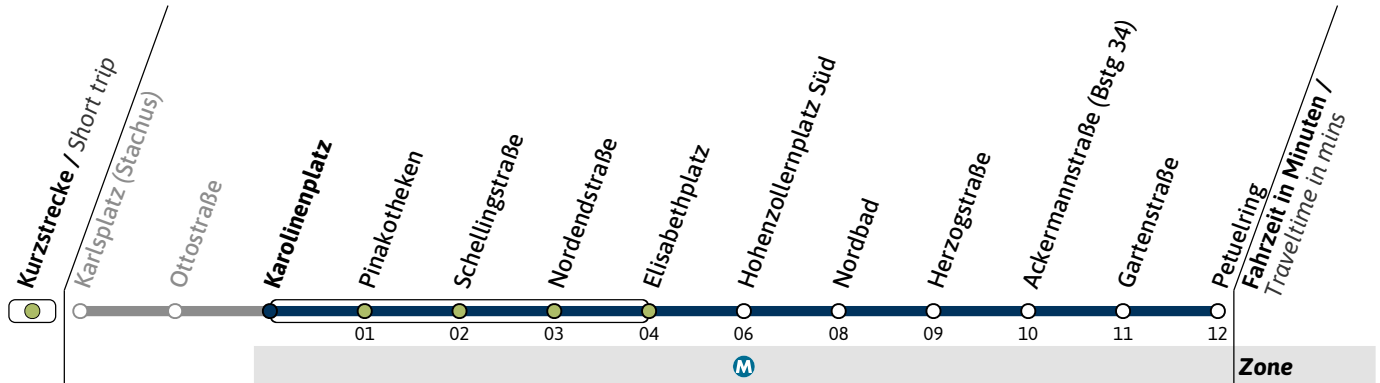 Kurzstrecke / Short trip
Karlsplatz (Stachus)
Ottostraße
Karolinenplatz
Pinakotheken
Schellingstraße
Nordendstraße
Elisabethplatz
Hohenzollernplatz Süd
Nordbad
Herzogstraße
Ackermannstraße (Bstg 34)
Gartenstraße
Petuelring
Fahrzeit in Minuten /
Traveltime in mins
01 02 03 04 06 08 09 10 11 12
M Zone